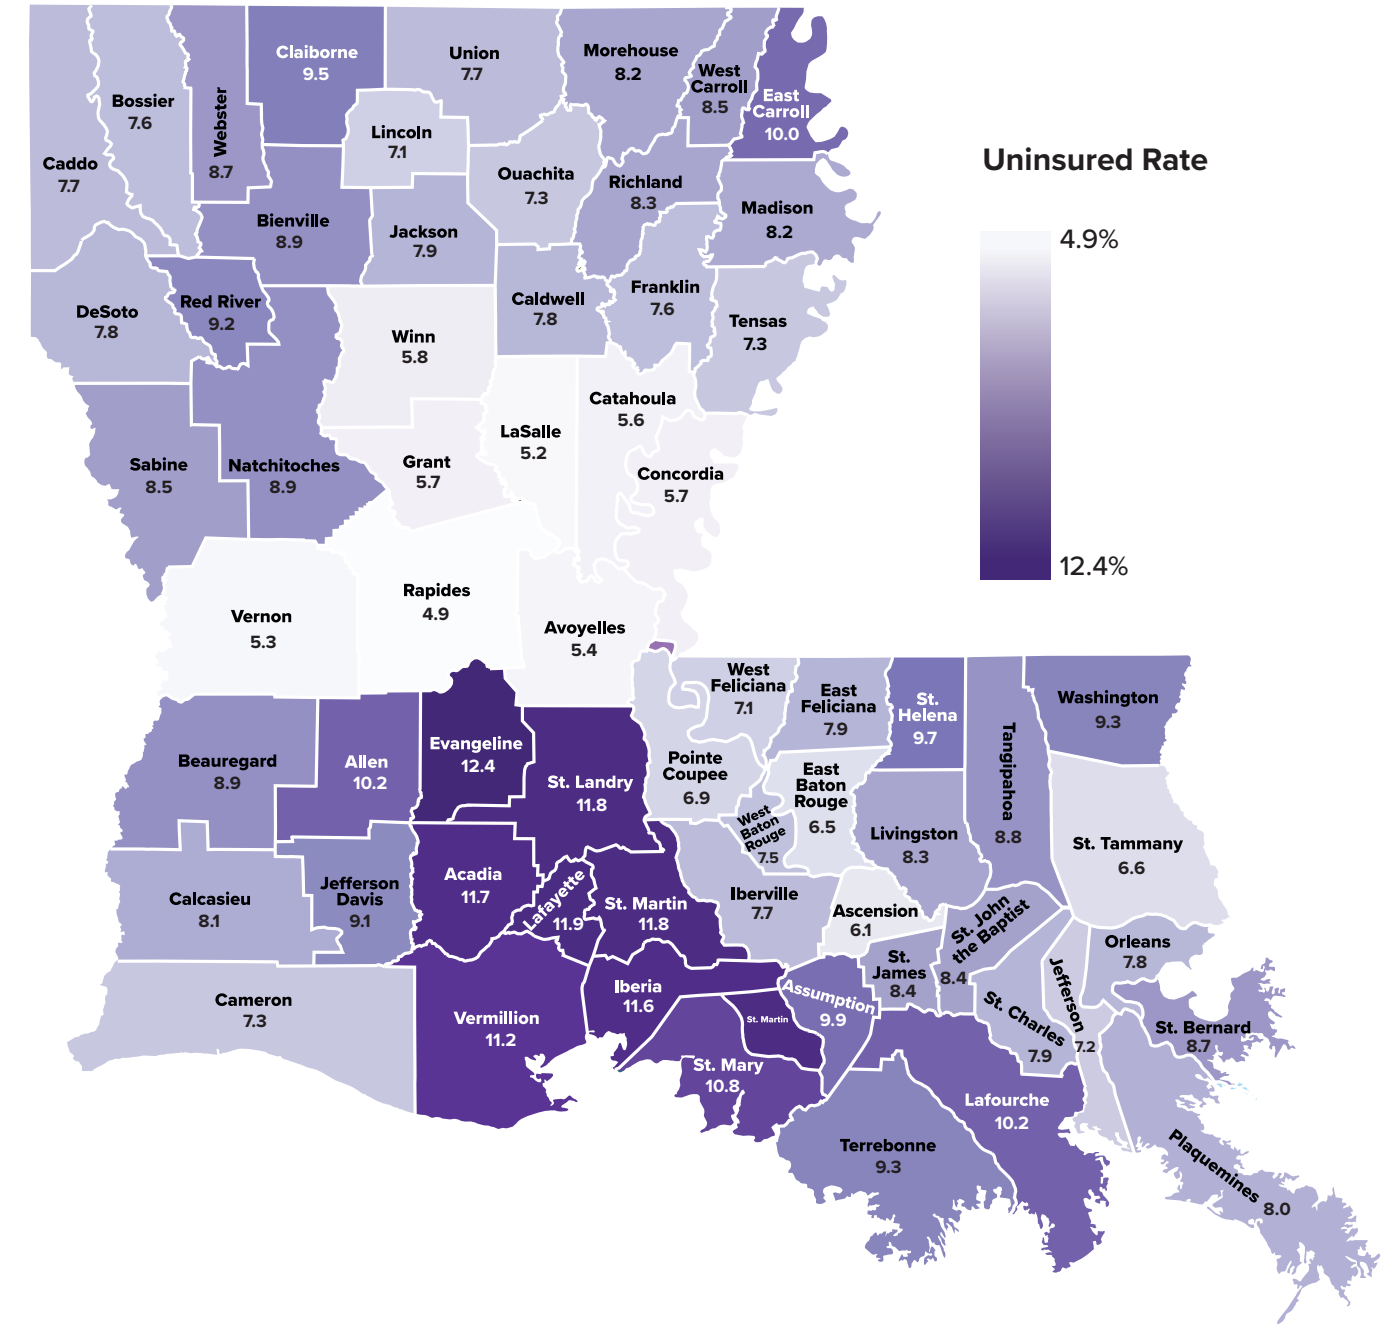 Claiborne
9.5
Union
7.7
Morehouse
8.2
West
Carroll
8.5
East
Carroll
10.0
Bossier
7.6
Webster
8.7
Lincoln
7.1
Caddo
7.7
Ouachita
7.3
Richland
8.3
Madison
8.2
Bienville
8.9
Jackson
7.9
Uninsured Rate
4.9%
12.4%
DeSoto
7.8
Red River
9.2
Caldwell
7.8
Franklin
7.6
Tensas
7.3
Winn
5.8
Catahoula
5.6
LaSalle
5.2
Sabine
8.5
Natchitoches
8.9
Grant
5.7
Concordia
5.7
Vernon
5.3
Rapides
4.9
Avoyelles
5.4
West
Feliciana
7.1
East
Feliciana
7.9
St.
Helena
9.7
Tangipahoa
8.8
Washington
9.3
Beauregard
8.9
Allen
10.2
Evangeline
12.4
St. Landry
11.8
Pointe
Coupee
6.9
East
Baton
Rouge
6.5
West
Baton
Rouge
7.5
Livingston
8.3
St. Tammany
6.6
Calcasieu
8.1
Jefferson
Davis
9.1
Acadia
11.7
Lafayette
11.9
St. Martin
11.8
Iberville
7.7
Ascension
6.1
St. John
the Baptist
8.4
Orleans
7.8
St.
James
8.4
Cameron
7.3
Vermillion
11.2
Iberia
11.6
St. Martin
Assumption
9.9
St. Charles
7.9
Jefferson
7.2
St. Bernard
8.7
St. Mary
10.8
Lafourche
10.2
Terrebonne
9.3
Plaquemines
8.0